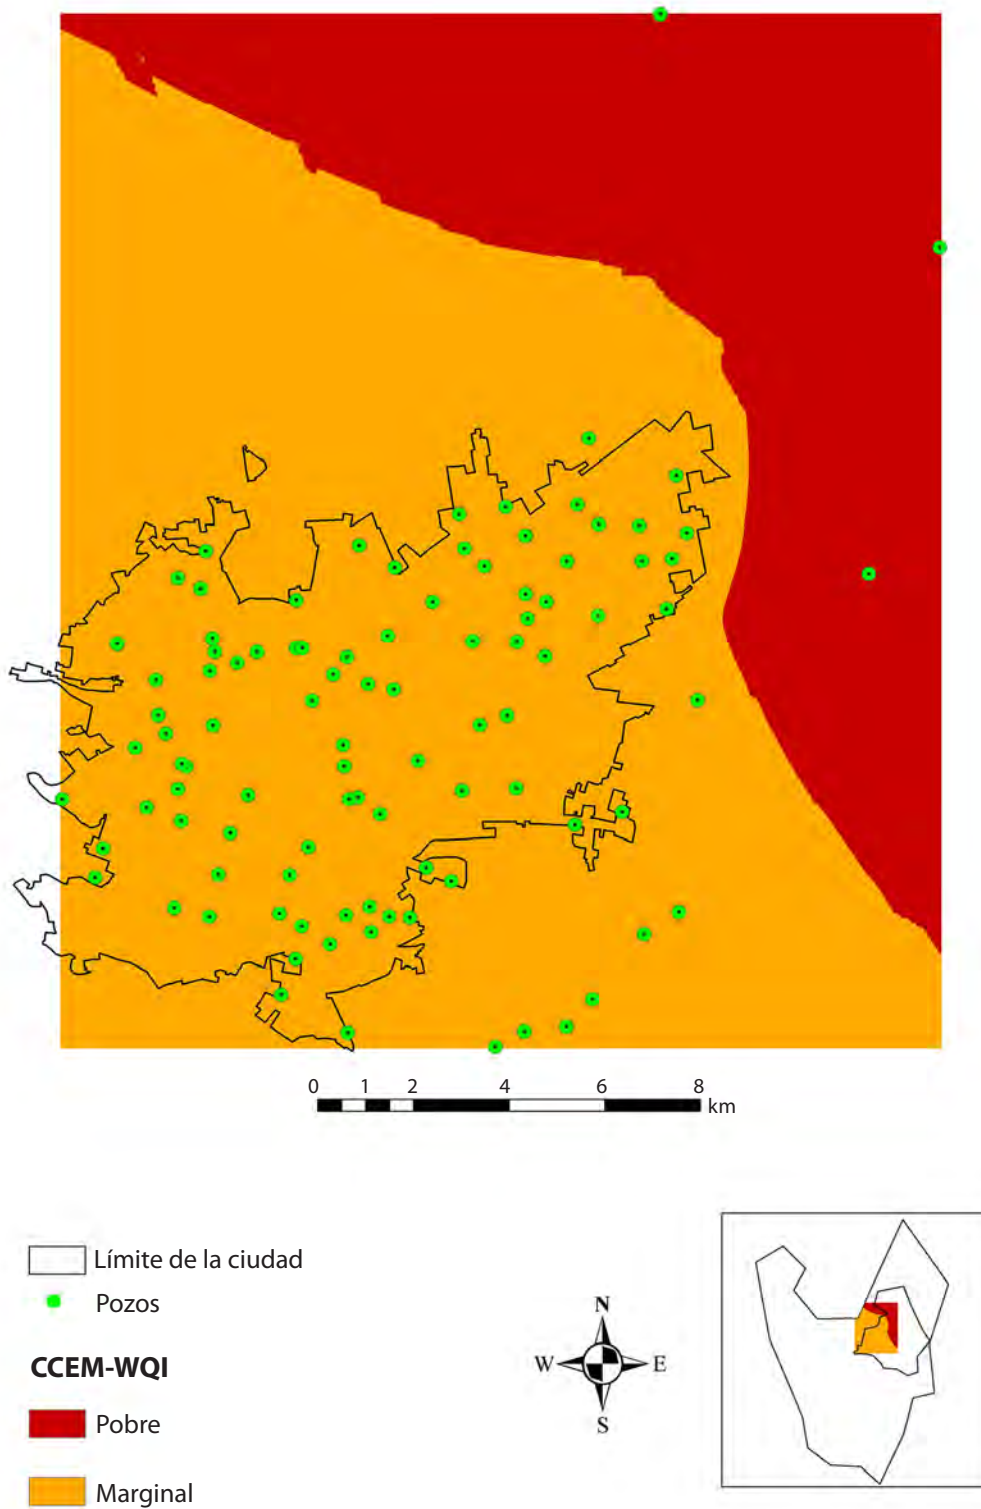 0 1 2 4 6 8
km
Límite de la ciudad
Pozos
CCEM-WQI
Pobre
Marginal
N
W E
S